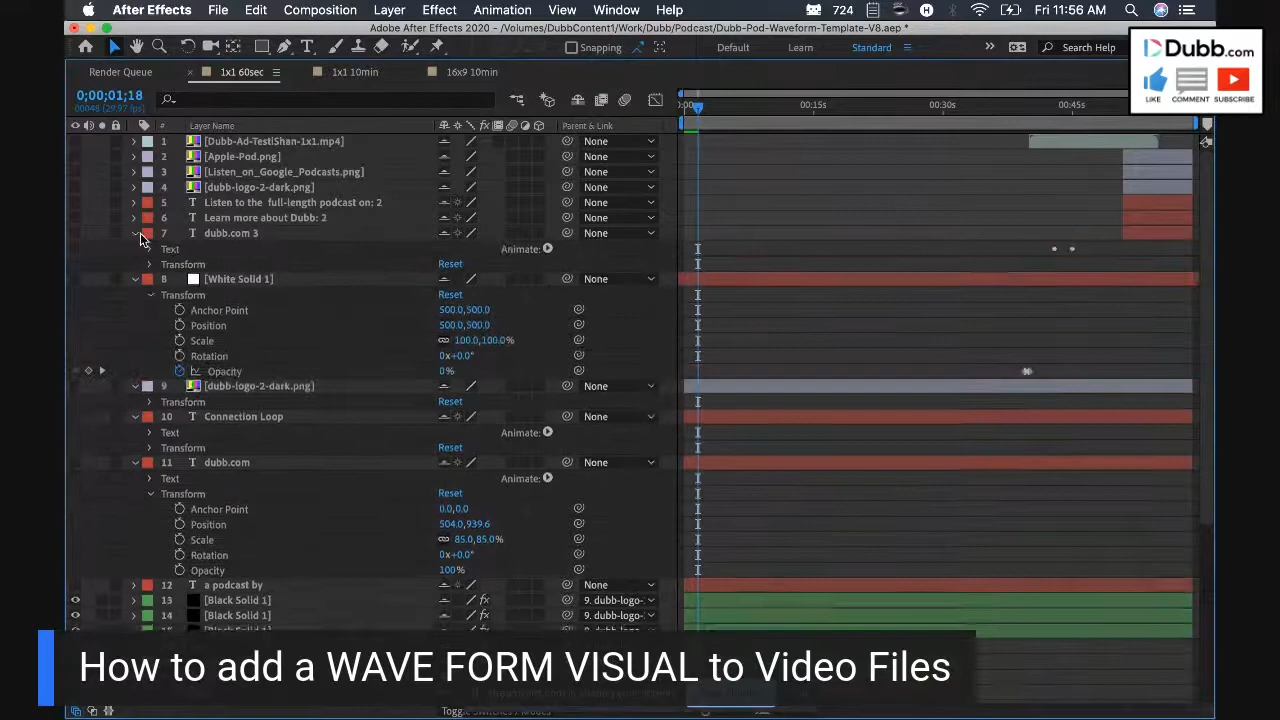 After Effects File Edit Composition Layer Effect Animation View Window Help 724 Fri 11:56 AM
Adobe After Effects 2020 - /Volumes/DubbContent1/Work/Dubb/Podcast/Dubb-Pod-Waveform-Template-V8.aep *
Snapping Default Learn Standard Search Help
Dubb.com
LIKE COMMENT SUBSCRIBE
Render Queue 1x1 60sec 1x1 10min 16x9 10min
0;00;01;18
00048 (29.97 fps)
00:15s 00:30s 00:45s
# Layer Name Parent & Link
1 [Dubb-Ad-TestiShan-1x1.mp4] None
2 [Apple-Pod.png] None
3 [Listen_on_Google_Podcasts.png] None
4 [dubb-logo-2-dark.png] None
5 T Listen to the full-length podcast on: 2 None
6 T Learn more about Dubb: 2 None
7 T dubb.com 3 None
Text Animate:
Transform Reset
8 [White Solid 1] None
Transform Reset
Anchor Point 500.0,500.0
Position 500.0,500.0
Scale 100.0,100.0%
Rotation 0x+0.0°
Opacity 0%
9 [dubb-logo-2-dark.png] None
Transform Reset
10 T Connection Loop None
Text Animate:
Transform Reset
11 T dubb.com None
Text Animate:
Transform Reset
Anchor Point 0.0,0.0
Position 504.0,939.6
Scale 85.0,85.0%
Rotation 0x+0.0°
Opacity 100%
12 T a podcast by None
13 [Black Solid 1] 9. dubb-logo-
14 [Black Solid 1] 9. dubb-logo-
How to add a WAVE FORM VISUAL to Video Files